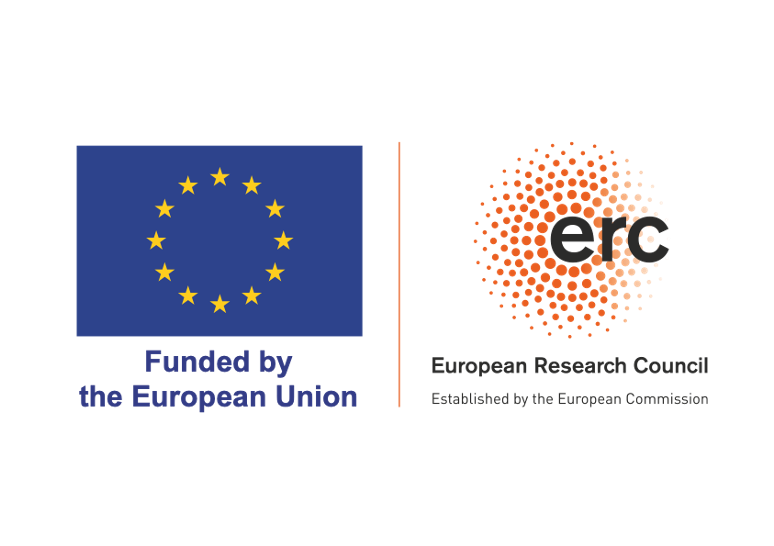 Funded by
the European Union
erc
European Research Council
Established by the European Commission